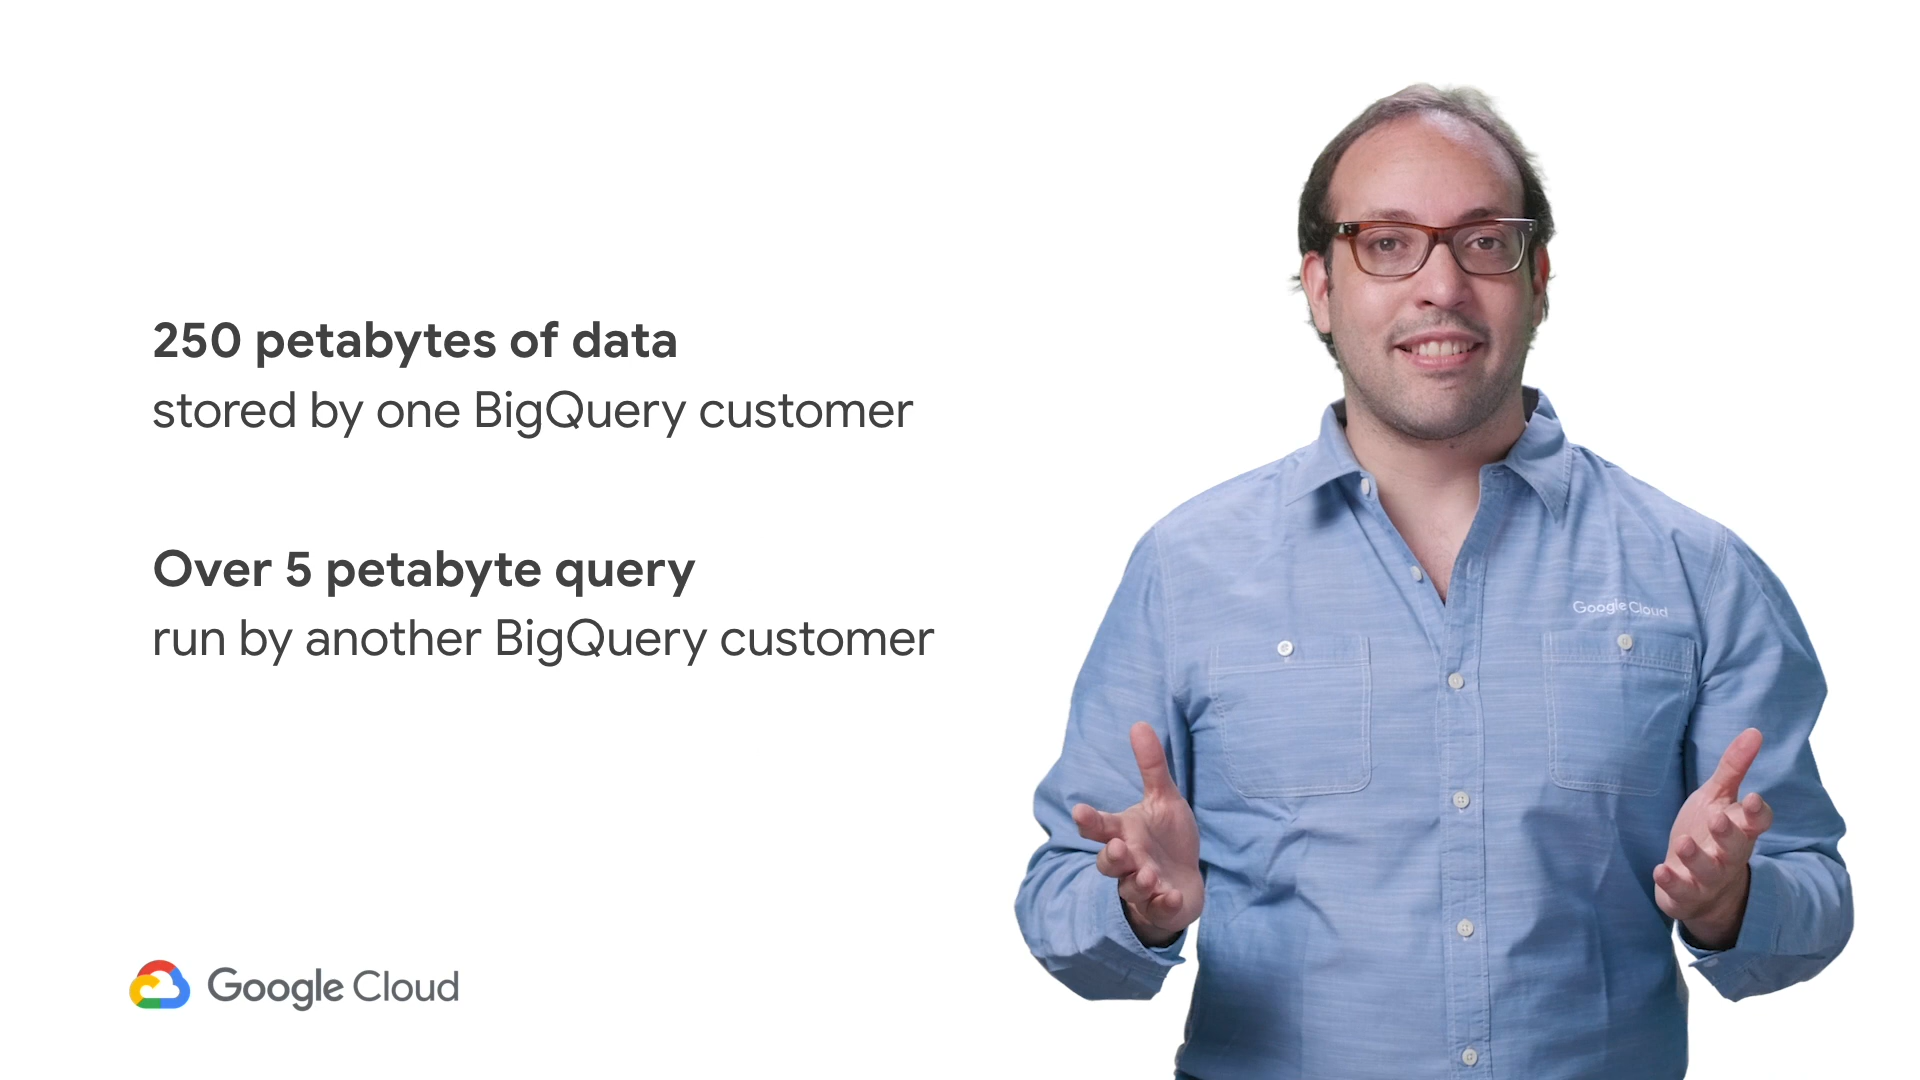 250 petabytes of data
stored by one BigQuery customer
Over 5 petabyte query
run by another BigQuery customer
Google Cloud
Google Cloud